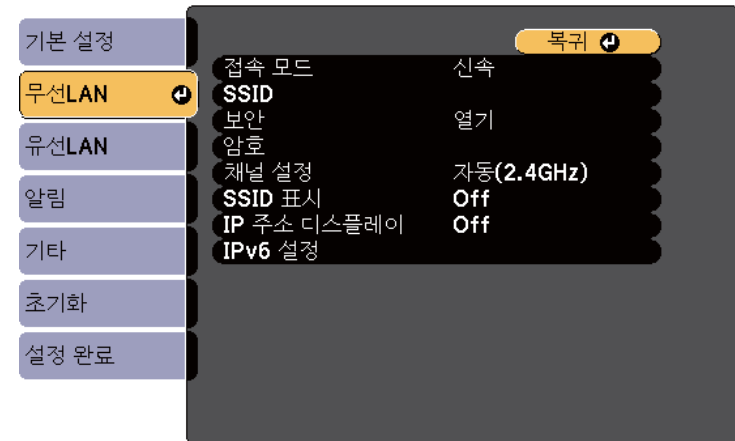 기본 설정
무선LAN
유선LAN
알림
기타
초기화
설정 완료
복귀
접속 모드 신속
SSID
보안 열기
암호
채널 설정 자동(2.4GHz)
SSID 표시 Off
IP 주소 디스플레이 Off
IPv6 설정